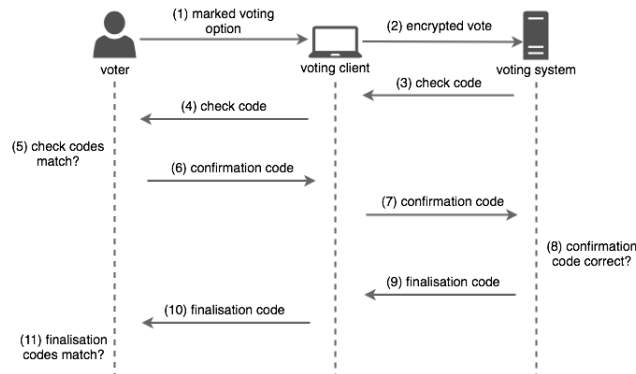 (1) marked voting
option
(2) encrypted vote
voter
voting client
voting system
(3) check code
(4) check code
(5) check codes
match?
(6) confirmation code
(7) confirmation code
(8) confirmation
code correct?
(9) finalisation code
(10) finalisation code
(11) finalisation
codes match?